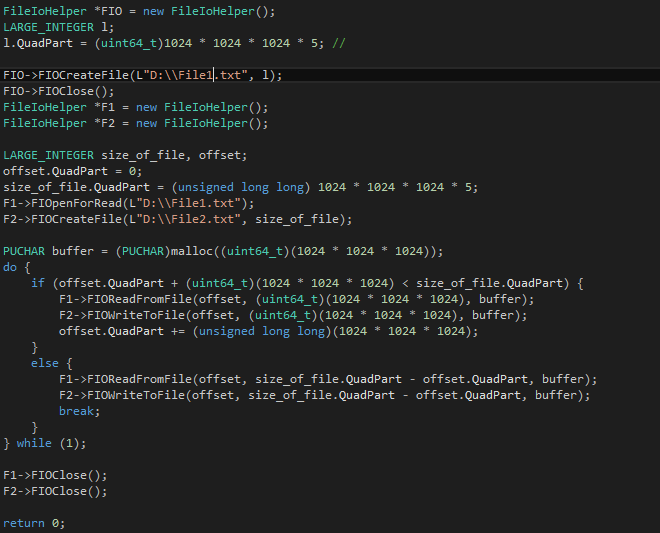 FileIoHelper *FIO = new FileIoHelper();
LARGE_INTEGER l;
l.QuadPart = (uint64_t)1024 * 1024 * 1024 * 5; //
FIO->FIOCreateFile(L"D:\\File1.txt", l);
FIO->FIOClose();
FileIoHelper *F1 = new FileIoHelper();
FileIoHelper *F2 = new FileIoHelper();
LARGE_INTEGER size_of_file, offset;
offset.QuadPart = 0;
size_of_file.QuadPart = (unsigned long long) 1024 * 1024 * 1024 * 5;
F1->FIOOpenForRead(L"D:\\File1.txt");
F2->FIOCreateFile(L"D:\\File2.txt", size_of_file);
PUCHAR buffer = (PUCHAR)malloc((uint64_t)(1024 * 1024 * 1024));
do {
if (offset.QuadPart + (uint64_t)(1024 * 1024 * 1024) < size_of_file.QuadPart) {
F1->FIOReadFromFile(offset, (uint64_t)(1024 * 1024 * 1024), buffer);
F2->FIOWriteToFile(offset, (uint64_t)(1024 * 1024 * 1024), buffer);
offset.QuadPart += (unsigned long long)(1024 * 1024 * 1024);
}
else {
F1->FIOReadFromFile(offset, size_of_file.QuadPart - offset.QuadPart, buffer);
F2->FIOWriteToFile(offset, size_of_file.QuadPart - offset.QuadPart, buffer);
break;
}
} while (1);
F1->FIOClose();
F2->FIOClose();
return 0;